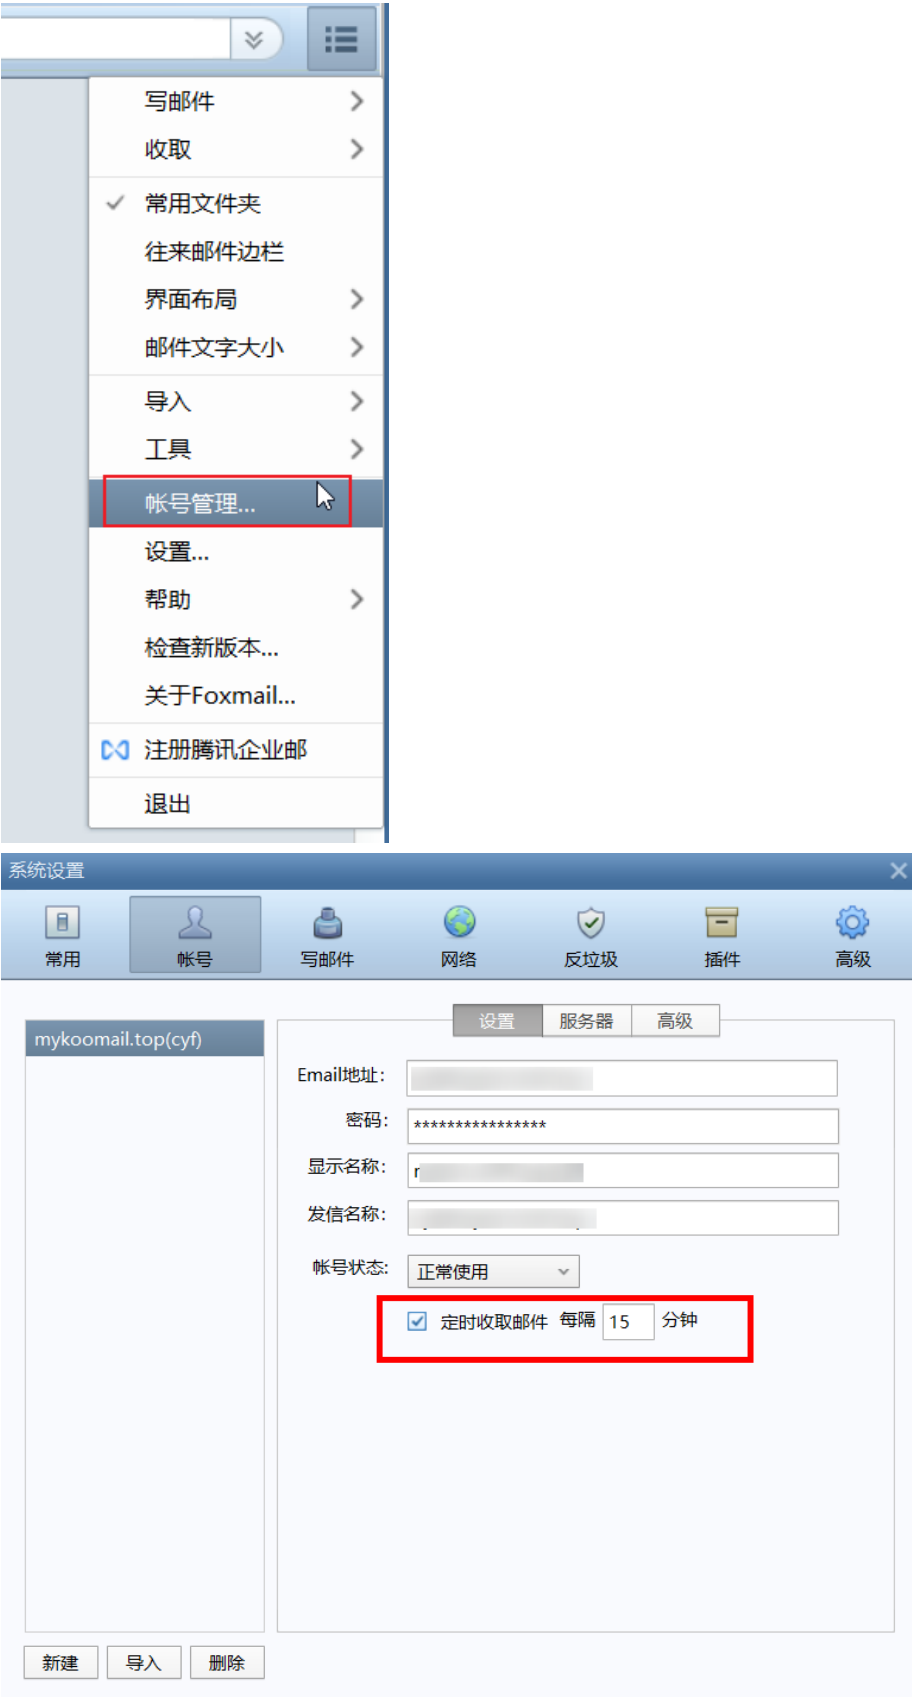 写邮件
收取
常用文件夹
往来邮件边栏
界面布局
邮件文字大小
导入
工具
帐号管理...
设置...
帮助
检查新版本...
关于Foxmail...
注册腾讯企业邮
退出
系统设置
常用 帐号 写邮件 网络 反垃圾 插件 高级
设置 服务器 高级
mykoomail.top(cyf)
Email地址:
密码: ****************
显示名称: r
发信名称:
帐号状态: 正常使用
定时收取邮件 每隔 15 分钟
新建 导入 删除